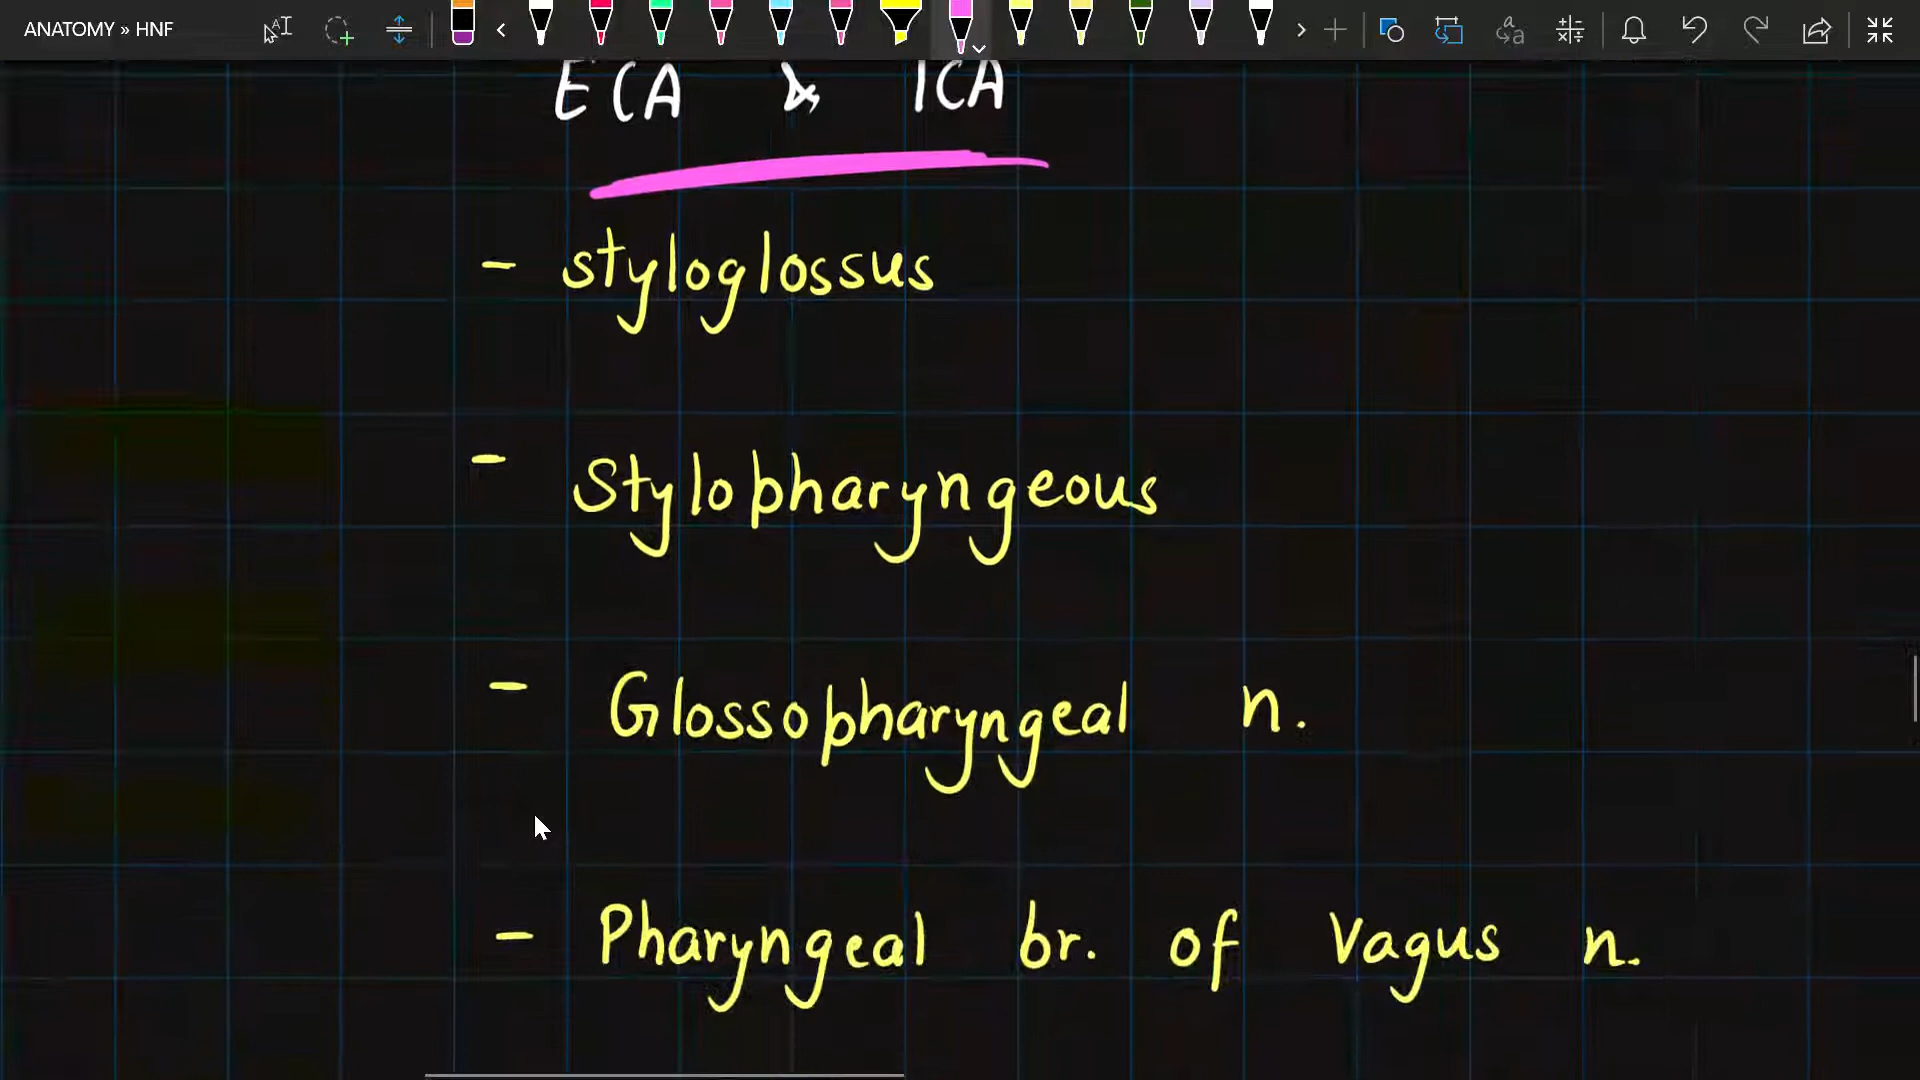 ANATOMY » HNF
ECA & ICA
- styloglossus
- Stylopharyngeous
- Glossopharyngeal n.
- Pharyngeal br. of Vagus n.